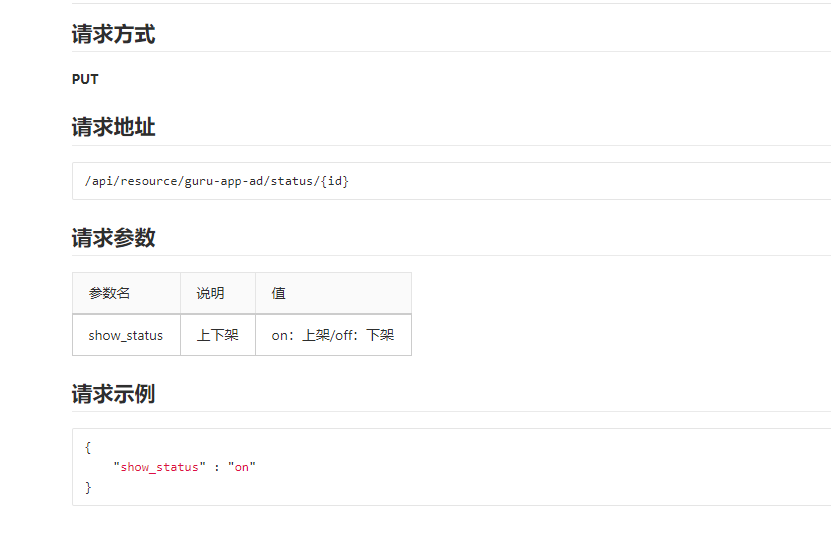 请求方式
PUT
请求地址
/api/resource/guru-app-ad/status/{id}
请求参数
参数名 说明 值
show_status 上下架 on：上架/off：下架
请求示例
{
"show_status" : "on"
}